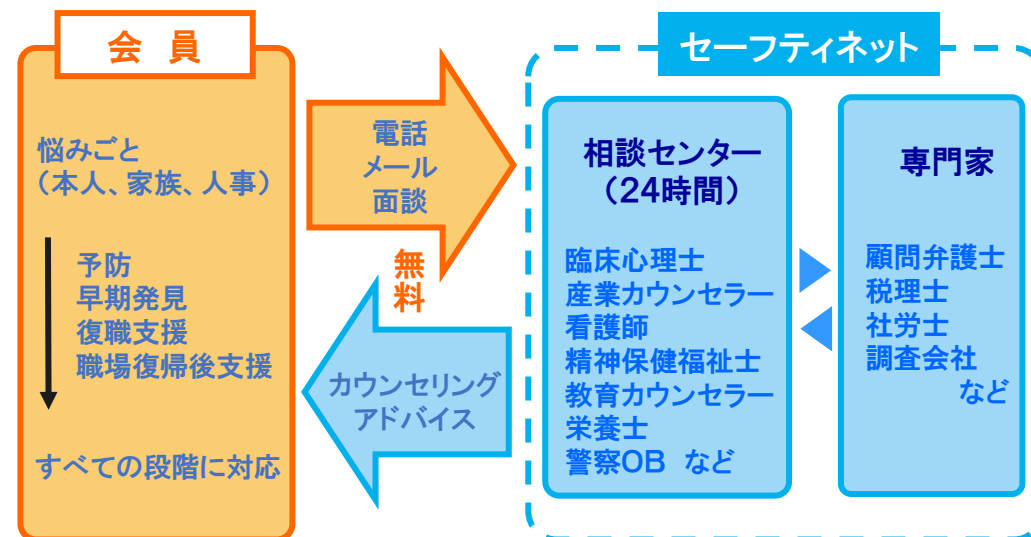 会 員
悩みごと
（本人、家族、人事）
予防
早期発見
復職支援
職場復帰後支援
すべての段階に対応
電話
メール
面談
無料
カウンセリング
アドバイス
セーフティネット
相談センター
（24時間）
臨床心理士
産業カウンセラー
看護師
精神保健福祉士
教育カウンセラー
栄養士
警察OB など
専門家
顧問弁護士
税理士
社労士
調査会社
など